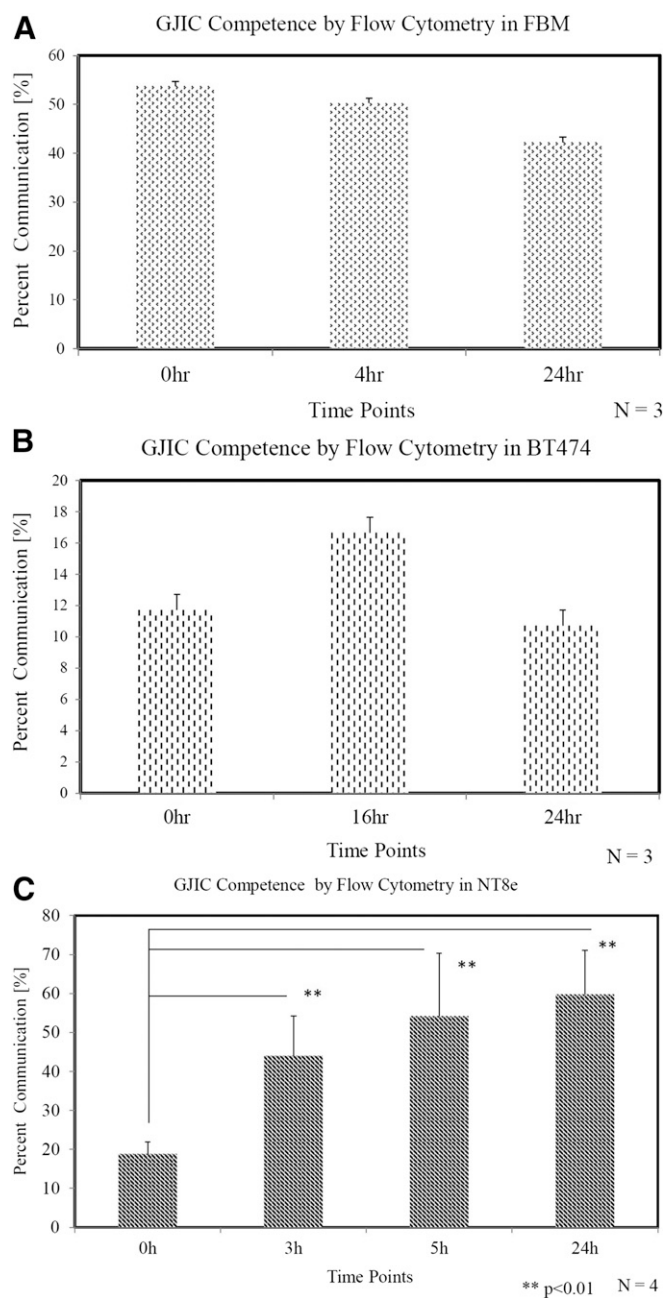 A
GJIC Competence by Flow Cytometry in FBM
Percent Communication [%]
60
50
40
30
20
10
0
0hr 4hr 24hr
Time Points
N = 3
B
GJIC Competence by Flow Cytometry in BT474
Percent Communication [%]
20
18
16
14
12
10
8
6
4
2
0
0hr 16hr 24hr
Time Points
N = 3
C
GJIC Competence by Flow Cytometry in NT8e
Percent Communication [%]
80
70
60
50
40
30
20
10
0
**
**
**
0h 3h 5h 24h
Time Points
** p<0.01 N = 4